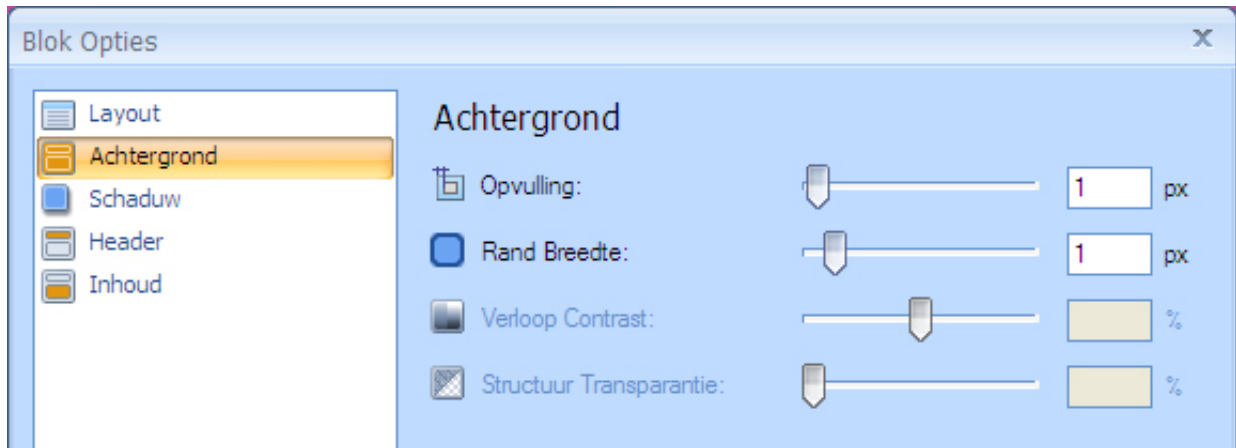 Blok Opties
Layout
Achtergrond
Schaduw
Header
Inhoud
Achtergrond
Opvulling: 1 px
Rand Breedte: 1 px
Verloop Contrast: %
Structuur Transparantie: %